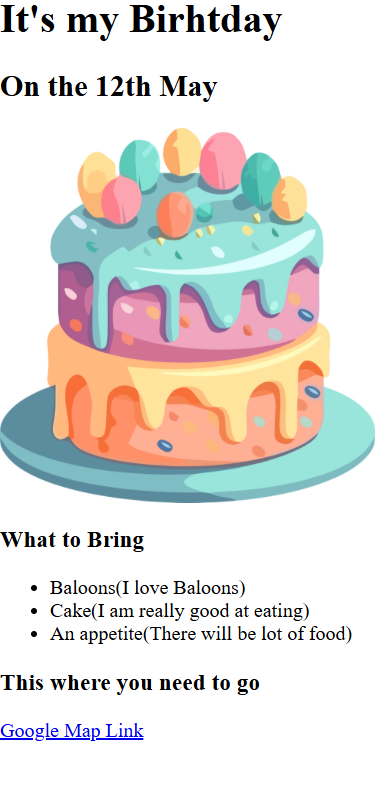 It's my Birhtday
On the 12th May
What to Bring
Baloons(I love Baloons)
Cake(I am really good at eating)
An appetite(There will be lot of food)
This where you need to go
Google Map Link